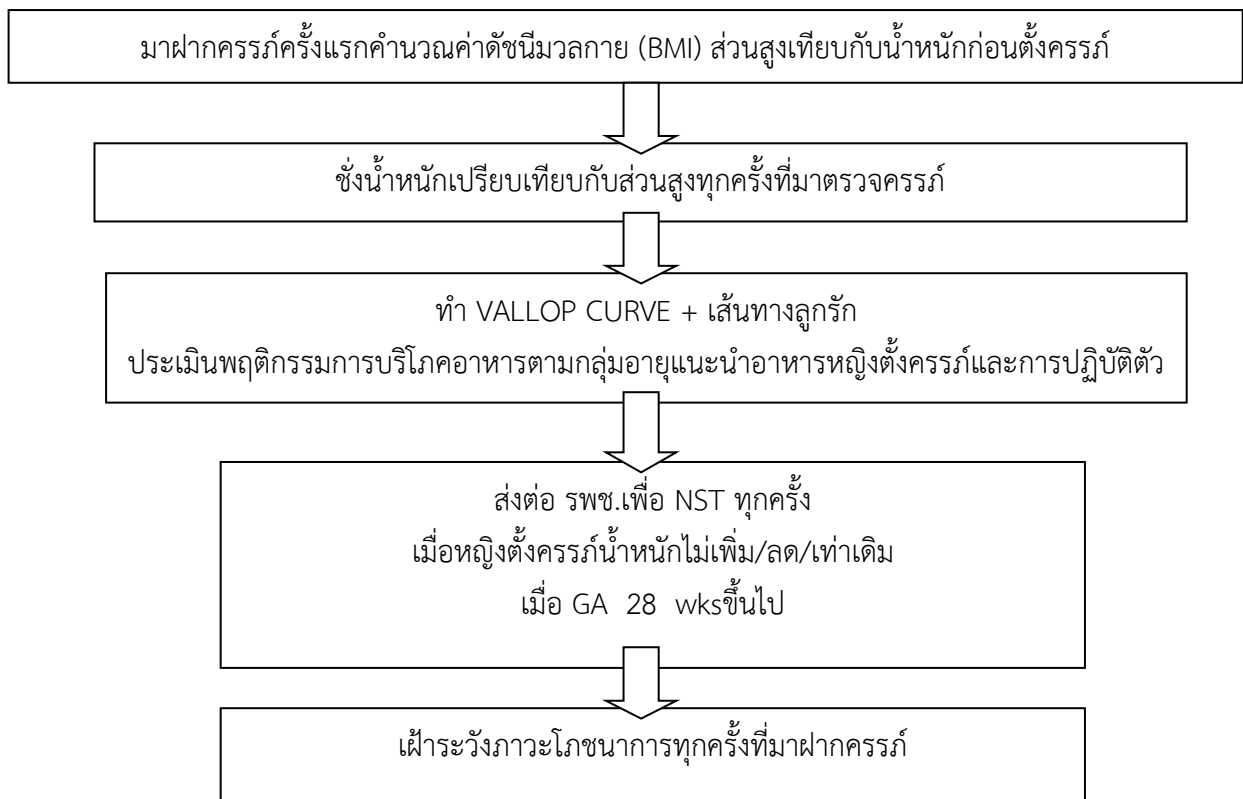 มาฝากครรภ์ครั้งแรกคำนวณค่าดัชนีมวลกาย (BMI) ส่วนสูงเทียบกับน้ำหนักก่อนตั้งครรภ์
ชั่งน้ำหนักเปรียบเทียบกับส่วนสูงทุกครั้งที่มาตรวจครรภ์
ทำ VALLOP CURVE + เส้นทางลูกรัก
ประเมินพฤติกรรมการบริโภคอาหารตามกลุ่มอายุแนะนำอาหารหญิงตั้งครรภ์และการปฏิบัติตัว
ส่งต่อ รพช.เพื่อ NST ทุกครั้ง
เมื่อหญิงตั้งครรภ์น้ำหนักไม่เพิ่ม/ลด/เท่าเดิม
เมื่อ GA 28 wksขึ้นไป
เฝ้าระวังภาวะโภชนาการทุกครั้งที่มาฝากครรภ์